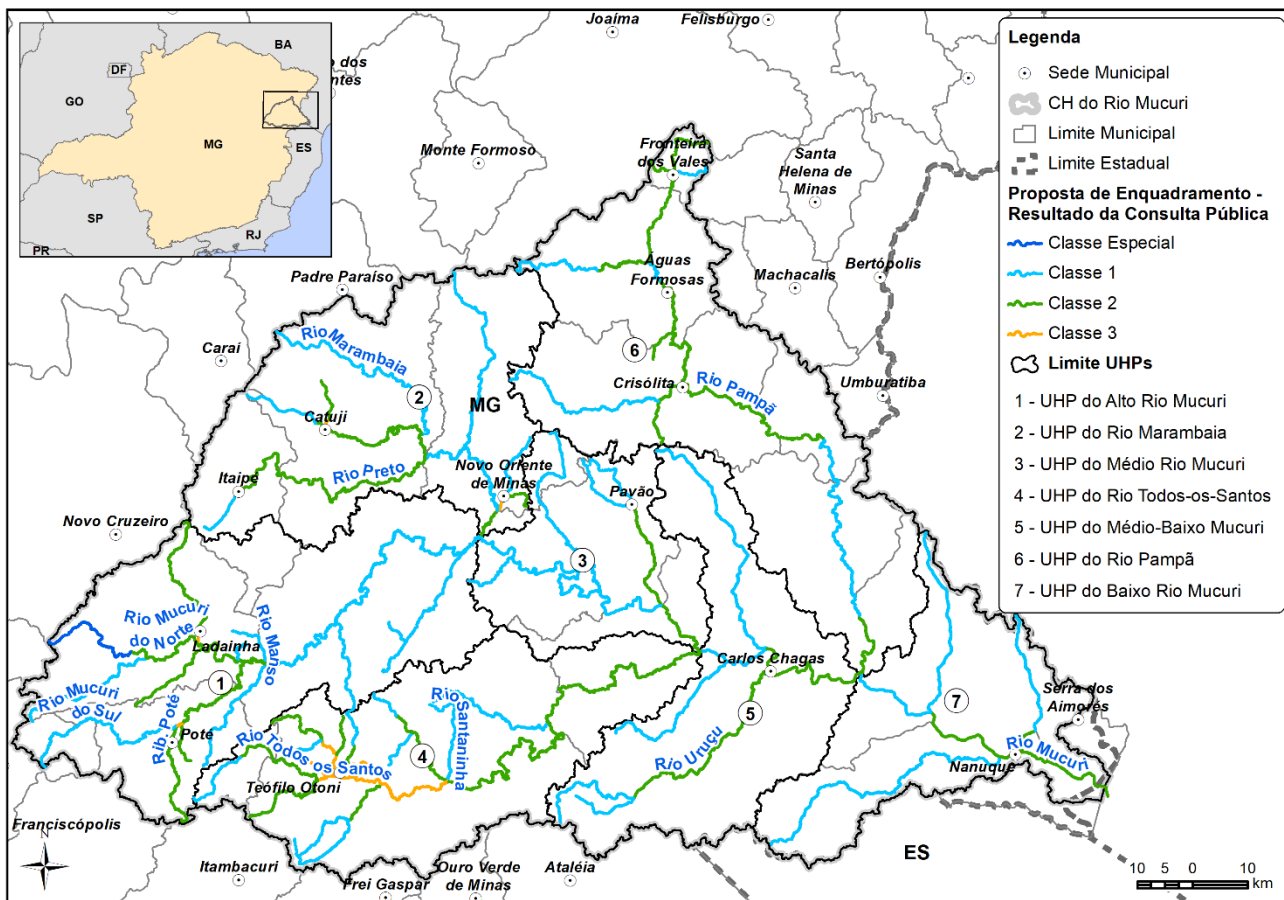 BA
DF
GO
MG
ES
SP
RJ
PR
o dos
ntes
Joaíma
Felisburgo
Monte Formoso
Fronteira
dos Vales
Santa
Helena de
Minas
Padre Paraíso
Águas
Formosas
Machacalis
Bertópolis
Caraí
Rio Marambaia
2
MG
6
Crisólita
Rio Pampã
Umburatiba
Catuji
Itaipé
Rio Preto
Novo Oriente
de Minas
Pavão
Novo Cruzeiro
3
Rio Mucuri
do Norte
Ladainha
Rio Manso
1
Rio Mucuri
do Sul
Rib. Poté
Poté
Rio Todos os Santos
4
Rio Santaninha
Carlos Chagas
5
Rio Uruçu
7
Serra dos
Aimorés
Rio Mucuri
Nanuque
Teófilo Otoni
Franciscópolis
N
Itambacuri
Frei Gaspar
Ouro Verde
de Minas
Ataléia
ES
10 0 10
km
Legenda
Sede Municipal
CH do Rio Mucuri
Limite Municipal
Limite Estadual
Proposta de Enquadramento -
Resultado da Consulta Pública
Classe Especial
Classe 1
Classe 2
Classe 3
Limite UHPs
1 - UHP do Alto Rio Mucuri
2 - UHP do Rio Marambaia
3 - UHP do Médio Rio Mucuri
4 - UHP do Rio Todos-os-Santos
5 - UHP do Médio-Baixo Mucuri
6 - UHP do Rio Pampã
7 - UHP do Baixo Rio Mucuri